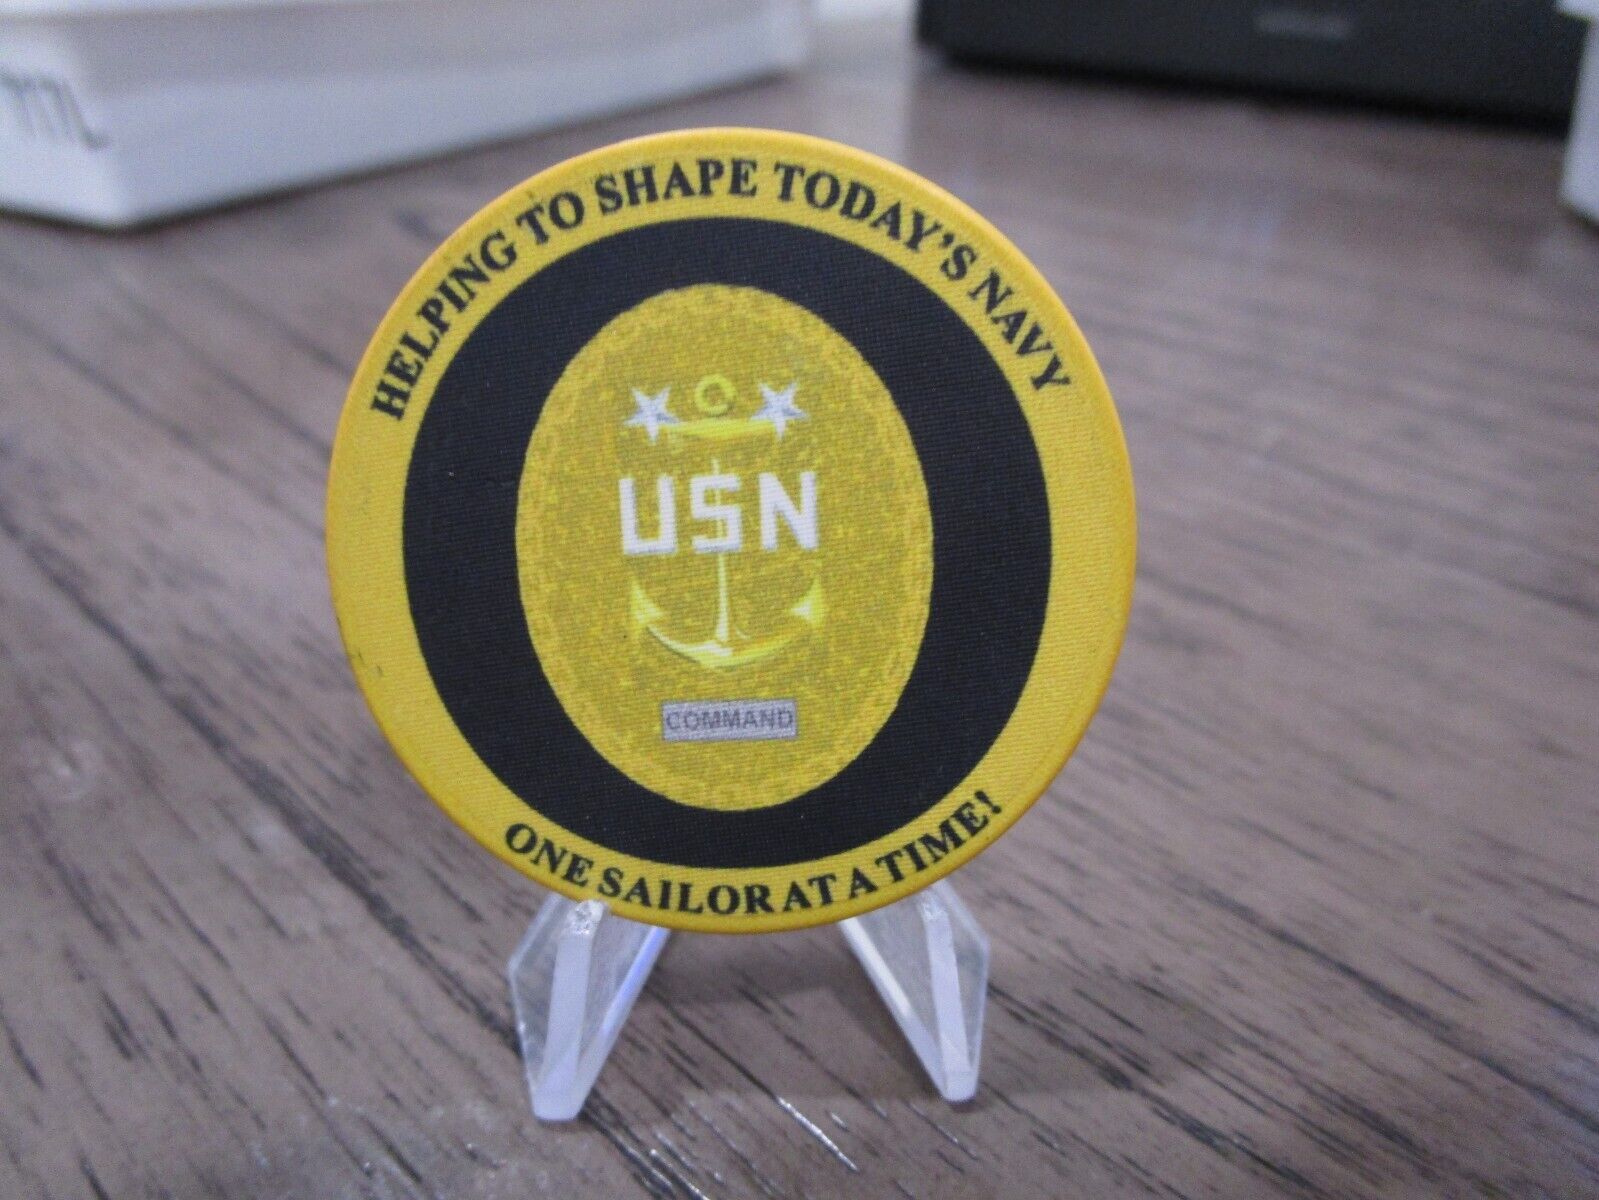 HELPING TO SHAPE TODAY'S NAVY
USN
COMMAND
ONE SAILOR AT A TIME!